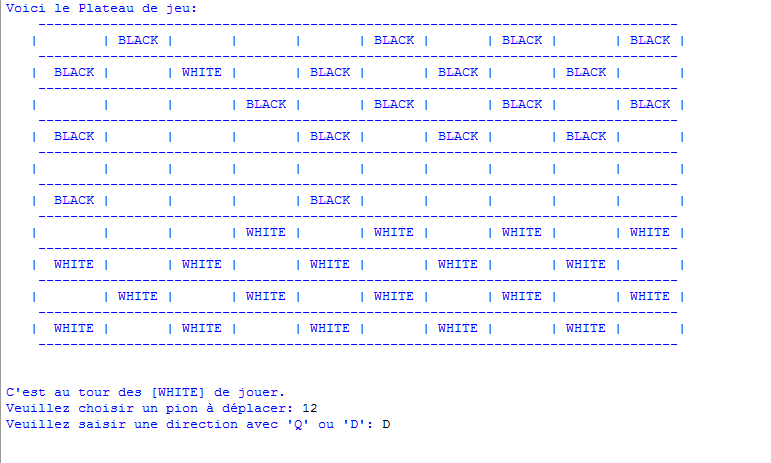 Voici le Plateau de jeu:
----------------------------------------------------------------
| | BLACK | | | | BLACK | | BLACK | | BLACK |
----------------------------------------------------------------
| BLACK | | WHITE | | BLACK | | BLACK | | BLACK | |
----------------------------------------------------------------
| | | | BLACK | | BLACK | | BLACK | | BLACK |
----------------------------------------------------------------
| BLACK | | | | BLACK | | BLACK | | BLACK | |
----------------------------------------------------------------
| | | | | | | | | | |
----------------------------------------------------------------
| BLACK | | | | BLACK | | | | | |
----------------------------------------------------------------
| | | | WHITE | | WHITE | | WHITE | | WHITE |
----------------------------------------------------------------
| WHITE | | WHITE | | WHITE | | WHITE | | WHITE | |
----------------------------------------------------------------
| | WHITE | | WHITE | | WHITE | | WHITE | | WHITE |
----------------------------------------------------------------
| WHITE | | WHITE | | WHITE | | WHITE | | WHITE | |
----------------------------------------------------------------
C'est au tour des [WHITE] de jouer.
Veuillez choisir un pion à déplacer: 12
Veuillez saisir une direction avec 'Q' ou 'D': D